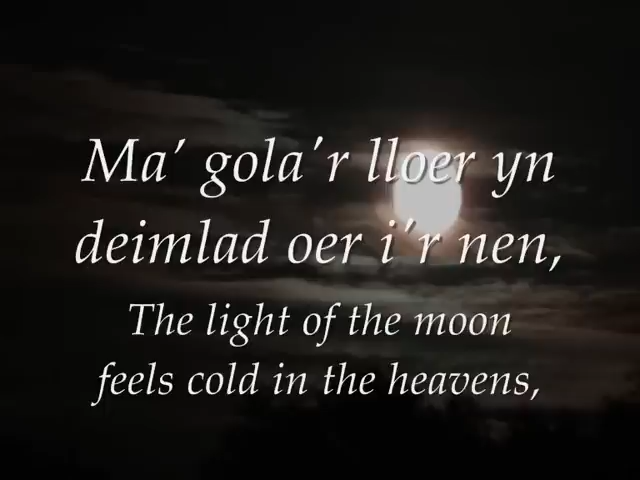 Ma’ gola'r lloer yn
deimlad oer i'r nen,
The light of the moon
feels cold in the heavens,